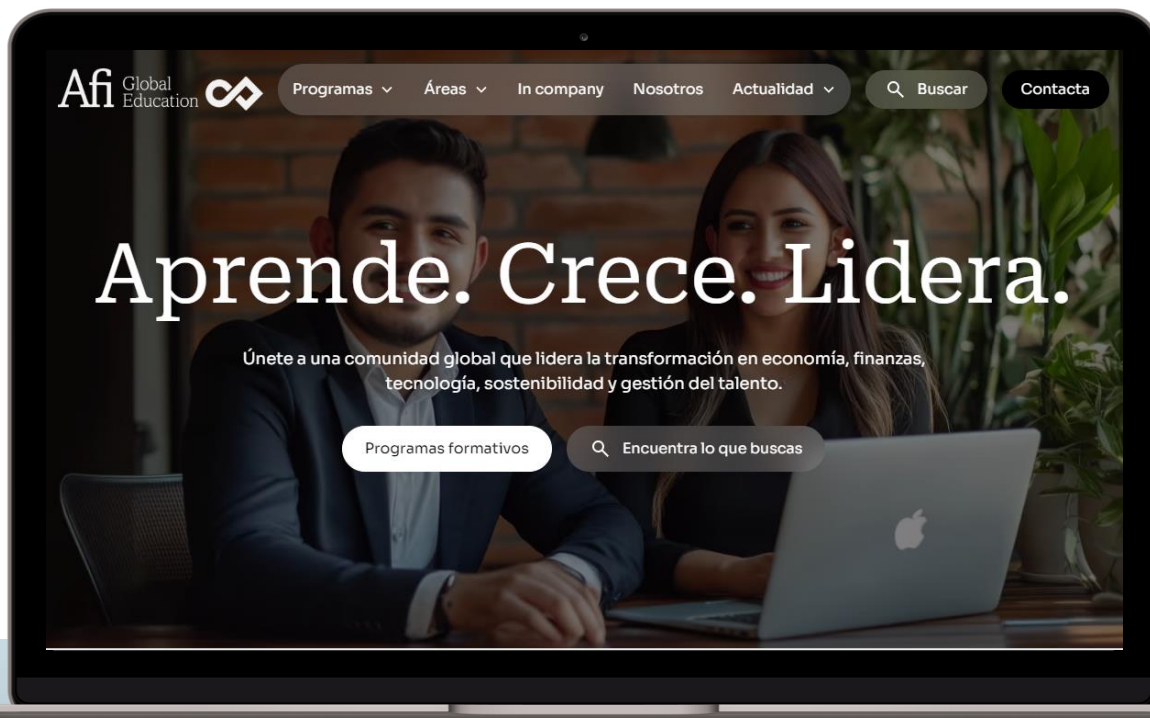 Afi Global Education
Programas
Áreas
In company
Nosotros
Actualidad
Buscar
Contacta
Aprende. Crece. Lidera.
Únete a una comunidad global que lidera la transformación en economía, finanzas,
tecnología, sostenibilidad y gestión del talento.
Programas formativos
Encuentra lo que buscas